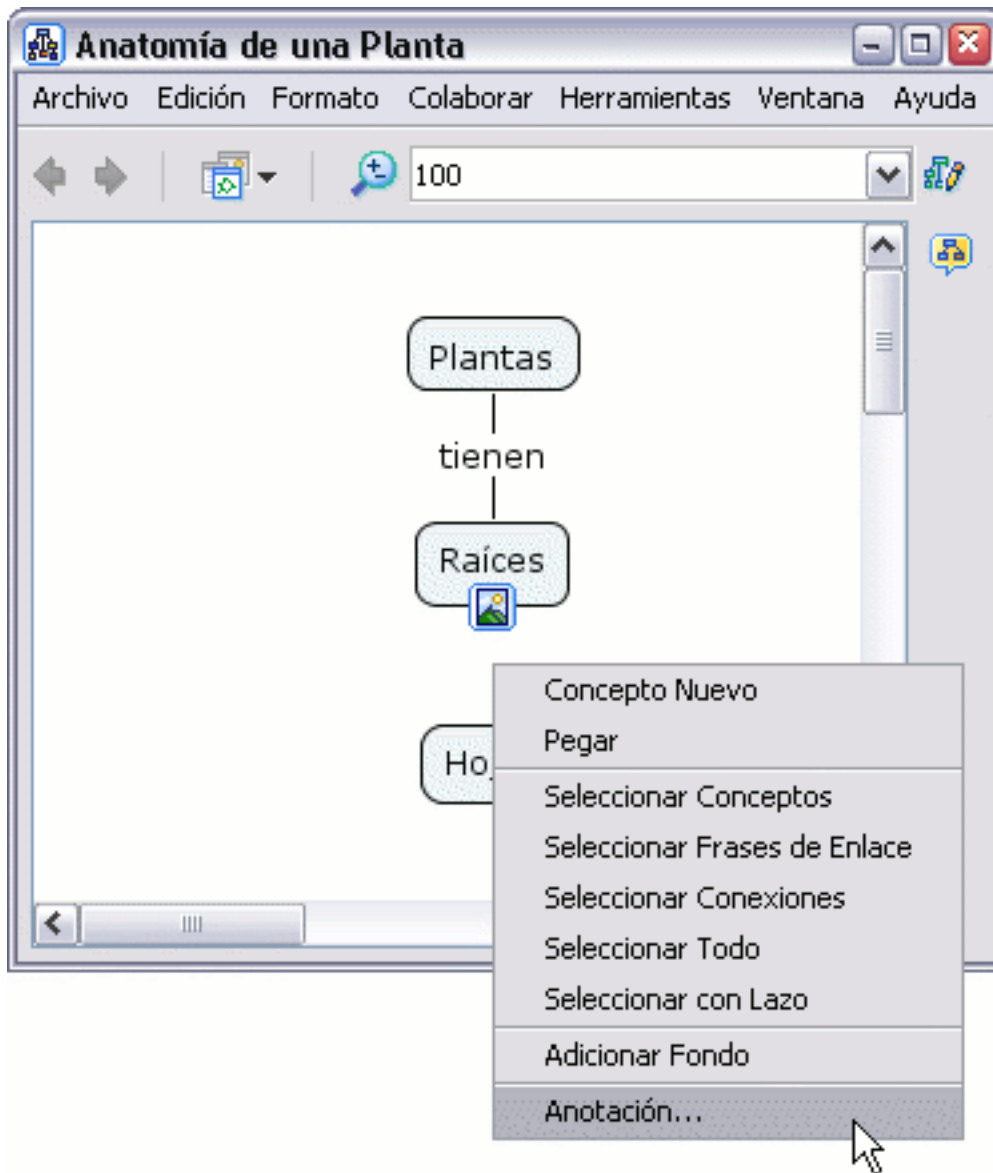 Anatomía de una Planta
Archivo Edición Formato Colaborar Herramientas Ventana Ayuda
100
Plantas
tienen
Raíces
Concepto Nuevo
Pegar
Seleccionar Conceptos
Seleccionar Frases de Enlace
Seleccionar Conexiones
Seleccionar Todo
Seleccionar con Lazo
Adicionar Fondo
Anotación...